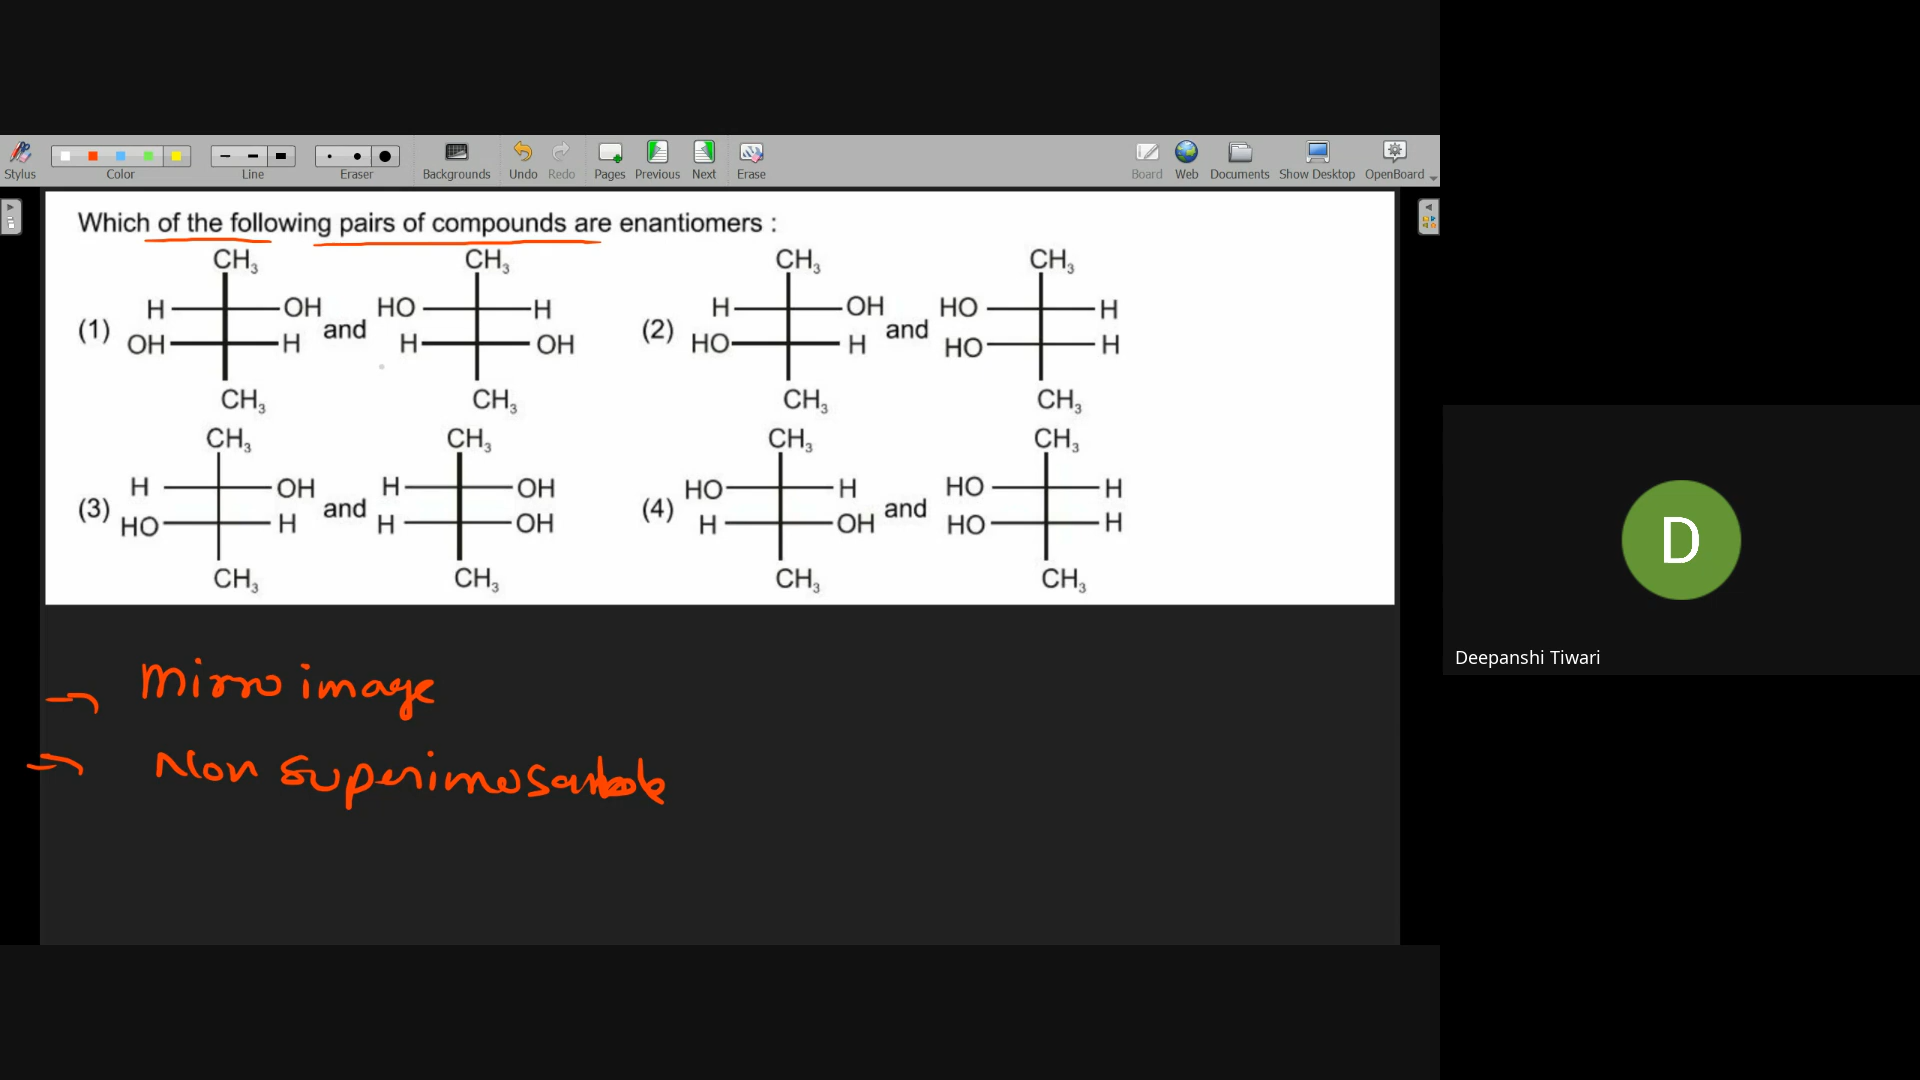 Stylus
Color
Line
Eraser
Backgrounds
Undo
Redo
Pages
Previous
Next
Erase
Board
Web
Documents
Show Desktop
OpenBoard
Which of the following pairs of compounds are enantiomers :
CH3 CH3 CH3 CH3
H OH HO H H OH HO H
(1) and (2) and
OH H H OH HO H HO H
CH3 CH3 CH3 CH3
CH3 CH3 CH3 CH3
H OH H OH HO H HO H
(3) and (4) and
HO H H OH H OH HO H
CH3 CH3 CH3 CH3
Mirro image
Non
D
Deepanshi Tiwari